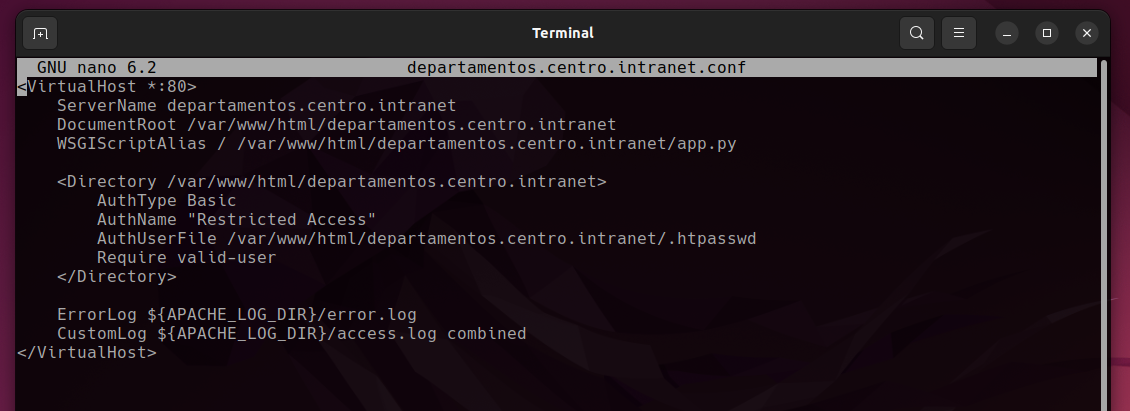 Terminal
GNU nano 6.2 departamentos.centro.intranet.conf
<VirtualHost *:80>
    ServerName departamentos.centro.intranet
    DocumentRoot /var/www/html/departamentos.centro.intranet
    WSGIScriptAlias / /var/www/html/departamentos.centro.intranet/app.py

    <Directory /var/www/html/departamentos.centro.intranet>
        AuthType Basic
        AuthName "Restricted Access"
        AuthUserFile /var/www/html/departamentos.centro.intranet/.htpasswd
        Require valid-user
    </Directory>

    ErrorLog ${APACHE_LOG_DIR}/error.log
    CustomLog ${APACHE_LOG_DIR}/access.log combined
</VirtualHost>